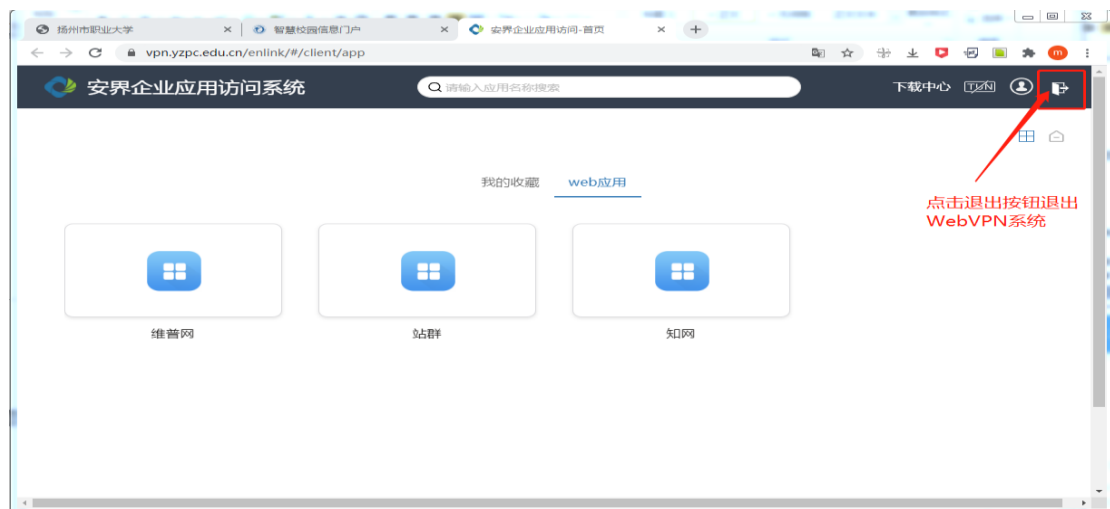 扬州市职业大学
智慧校园信息门户
安界企业应用访问-首页
vpn.yzpc.edu.cn/enlink/#/client/app
m
安界企业应用访问系统
请输入应用名称搜索
下载中心
我的收藏 web应用
点击退出按钮退出
WebVPN系统
维普网 站群 知网